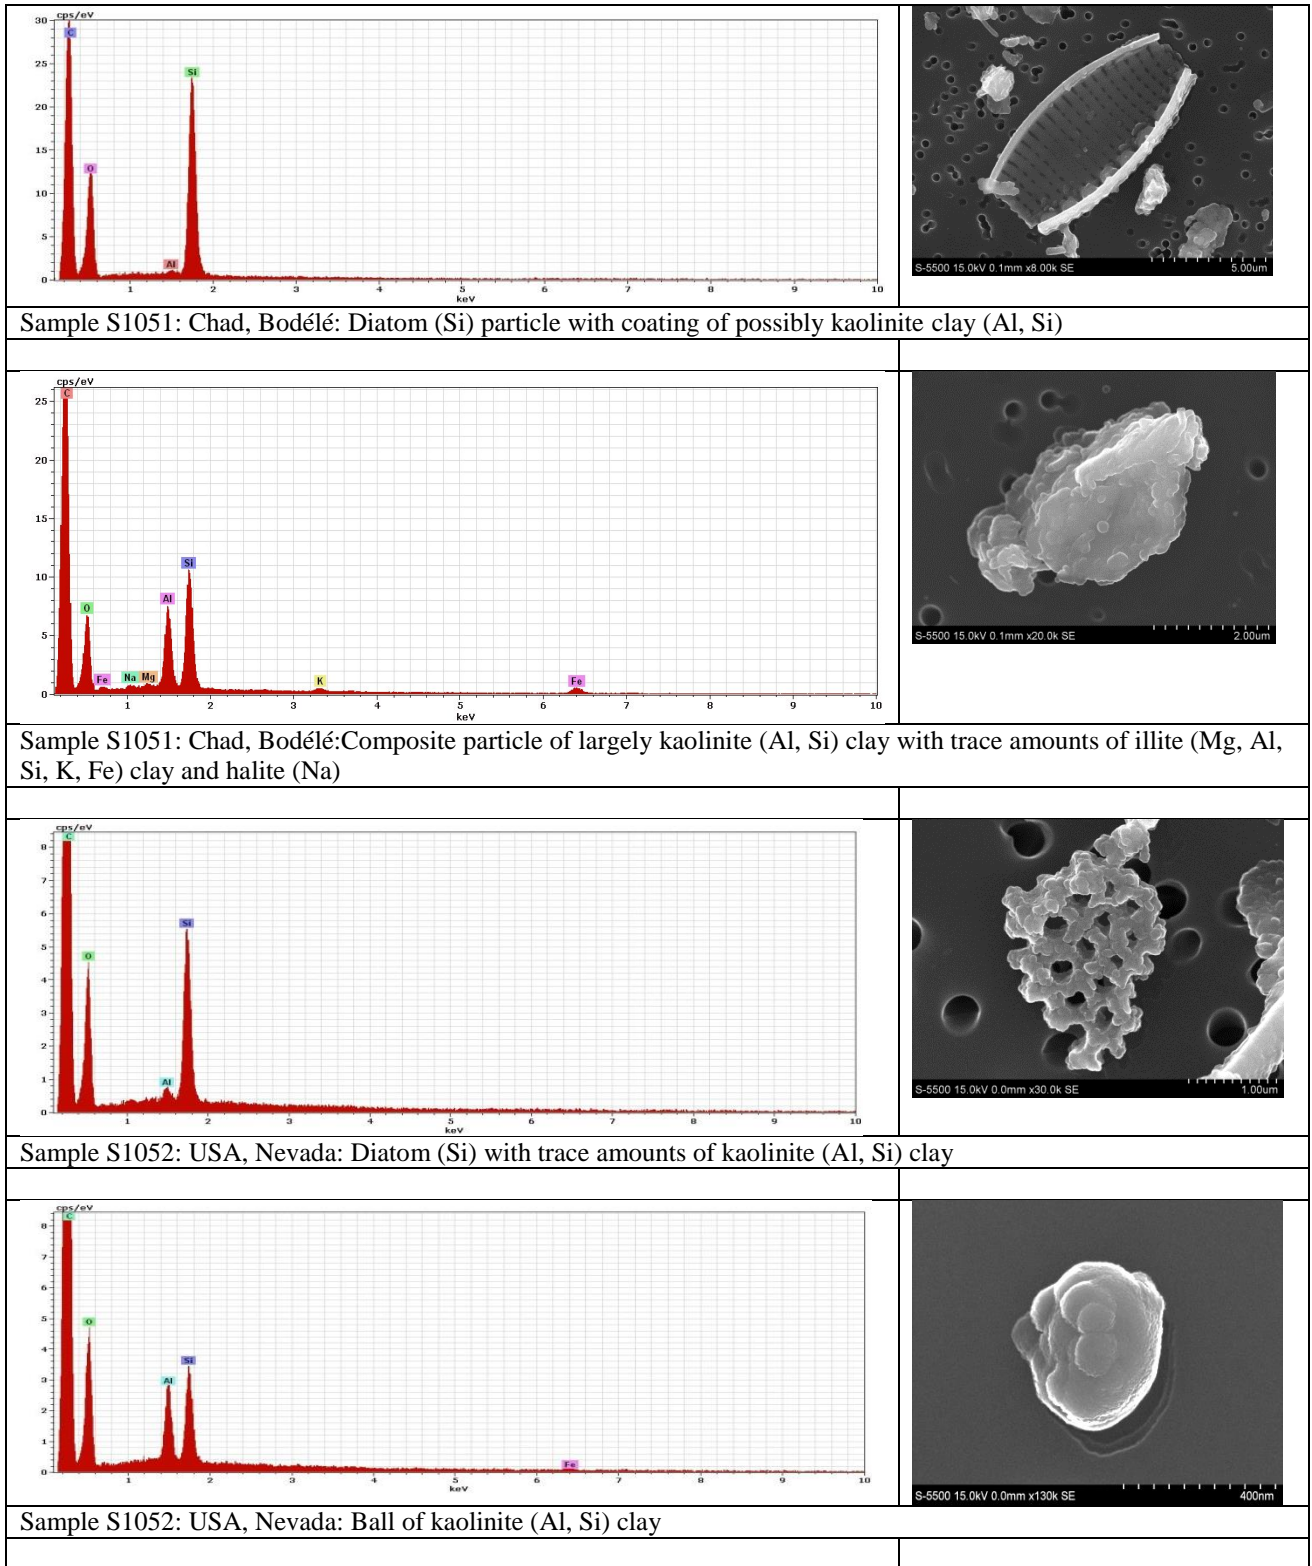 cps/eV
30
25
20
15
10
5
0
C
O
Al
Si
1 2 3 4 5 6 7 8 9 10
keV
S-5500 15.0kV 0.1mm x8.00k SE 5.00um
Sample S1051: Chad, Bodélé: Diatom (Si) particle with coating of possibly kaolinite clay (Al, Si)
cps/eV
25
20
15
10
5
0
C
O
Fe
Na
Mg
Al
Si
K
Fe
1 2 3 4 5 6 7 8 9 10
keV
S-5500 15.0kV 0.1mm x20.0k SE 2.00um
Sample S1051: Chad, Bodélé:Composite particle of largely kaolinite (Al, Si) clay with trace amounts of illite (Mg, Al,
Si, K, Fe) clay and halite (Na)
cps/eV
8
7
6
5
4
3
2
1
0
C
O
Al
Si
1 2 3 4 5 6 7 8 9 10
keV
S-5500 15.0kV 0.0mm x30.0k SE 1.00um
Sample S1052: USA, Nevada: Diatom (Si) with trace amounts of kaolinite (Al, Si) clay
cps/eV
8
7
6
5
4
3
2
1
0
C
O
Al
Si
Fe
1 2 3 4 5 6 7 8 9 10
keV
S-5500 15.0kV 0.0mm x130k SE 400nm
Sample S1052: USA, Nevada: Ball of kaolinite (Al, Si) clay